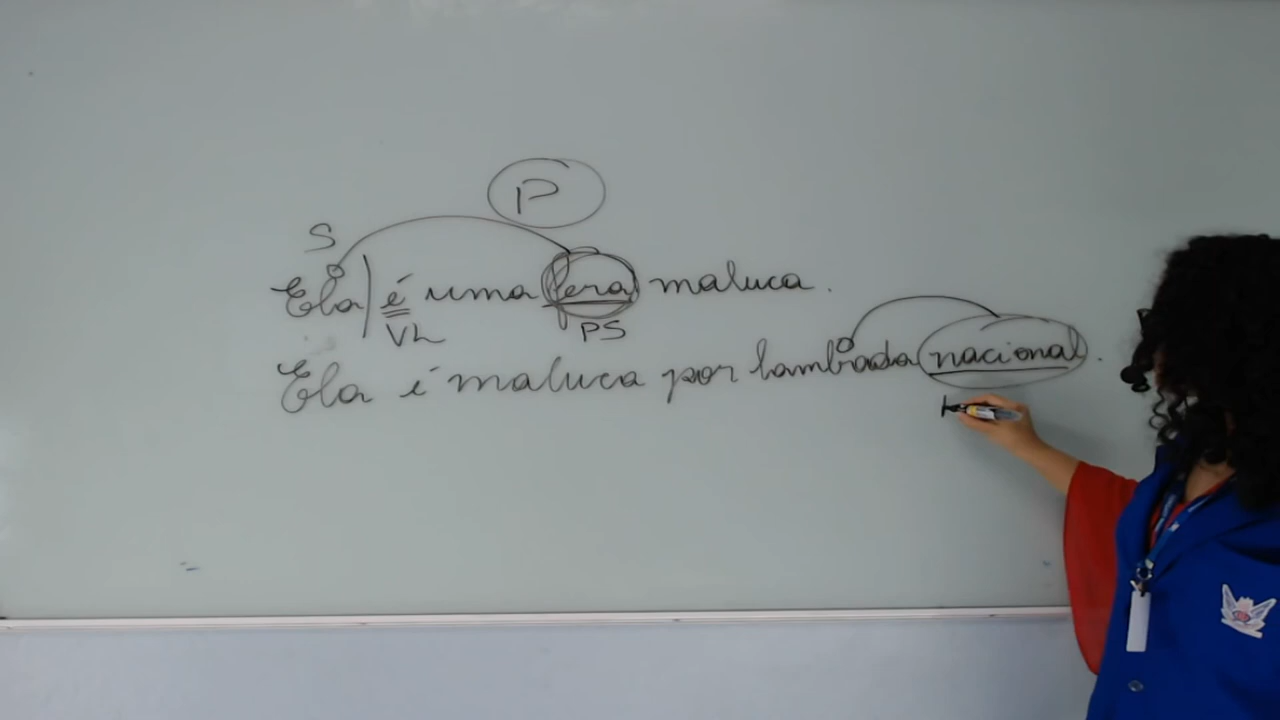 P
S
Ela é uma fera maluca.
VL PS
Ela é maluca por lambada nacional.